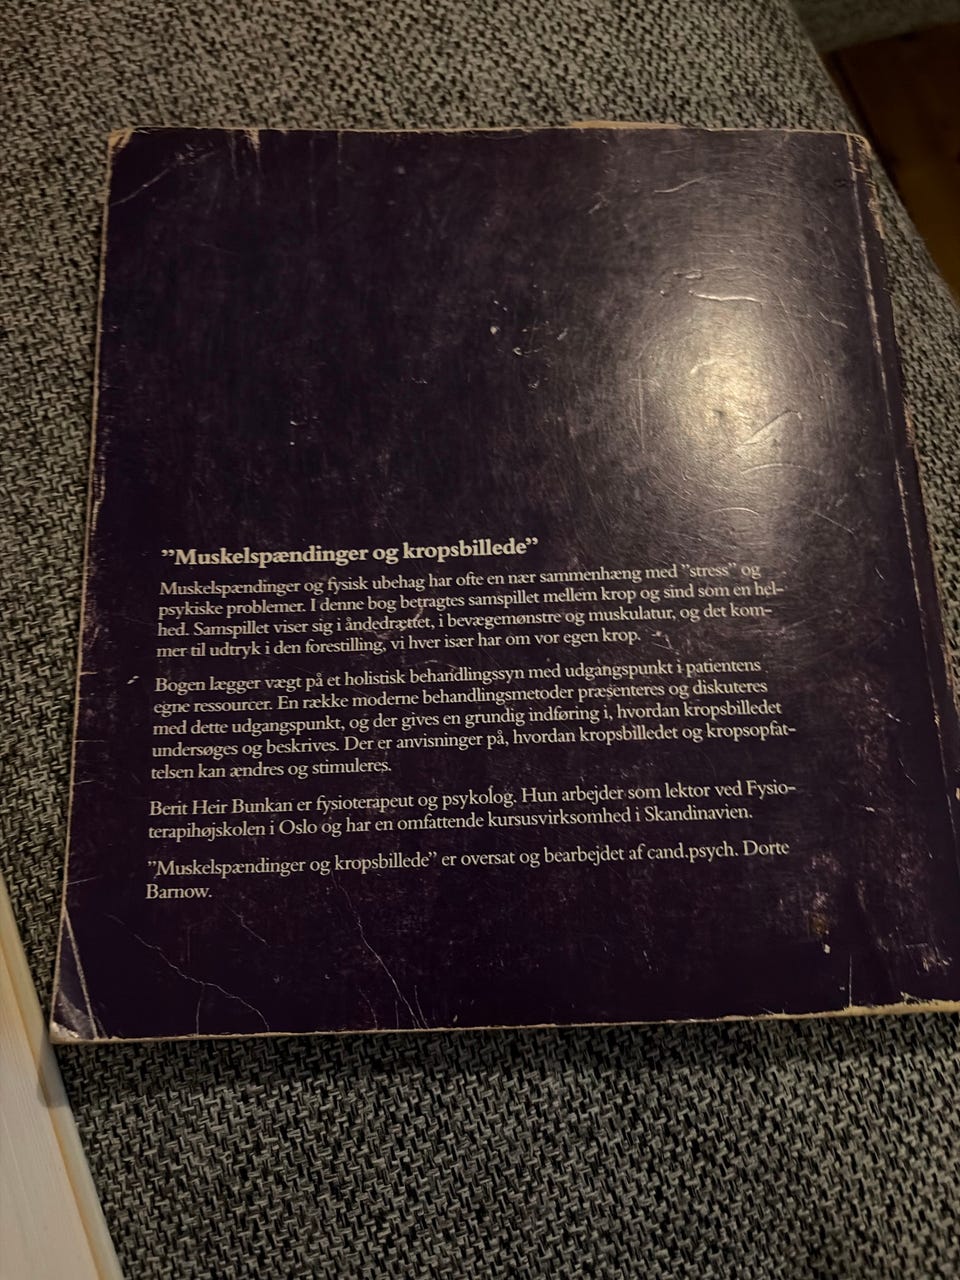 ”Muskelspændinger og kropsbillede”
Muskelspændinger og fysisk ubehag har ofte en nær sammenhæng med ”stress” og
psykiske problemer. I denne bog betragtes samspillet mellem krop og sind som en hel-
hed. Samspillet viser sig i åndedrættet, i bevægemønstre og muskulatur, og det kom-
mer til udtryk i den forestilling, vi hver især har om vor egen krop.
Bogen lægger vægt på et holistisk behandlingssyn med udgangspunkt i patientens
egne ressourcer. En række moderne behandlingsmetoder præsenteres og diskuteres
med dette udgangspunkt, og der gives en grundig indføring i, hvordan kropsbilledet
undersøges og beskrives. Der er anvisninger på, hvordan kropsbilledet og kropsopfat-
telsen kan ændres og stimuleres.
Berit Heir Bunkan er fysioterapeut og psykolog. Hun arbejder som lektor ved Fysio-
terapihøjskolen i Oslo og har en omfattende kursusvirksomhed i Skandinavien.
”Muskelspændinger og kropsbillede” er oversat og bearbejdet af cand.psych. Dorte
Barnow.